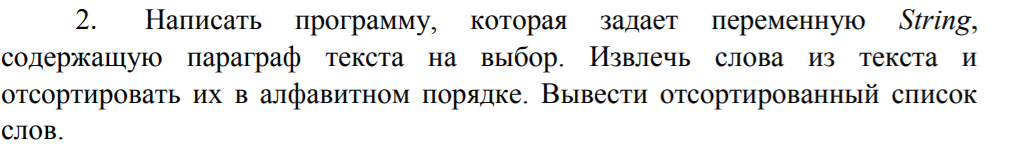 2. Написать программу, которая задает переменную String,
содержащую параграф текста на выбор. Извлечь слова из текста и
отсортировать их в алфавитном порядке. Вывести отсортированный список
слов.